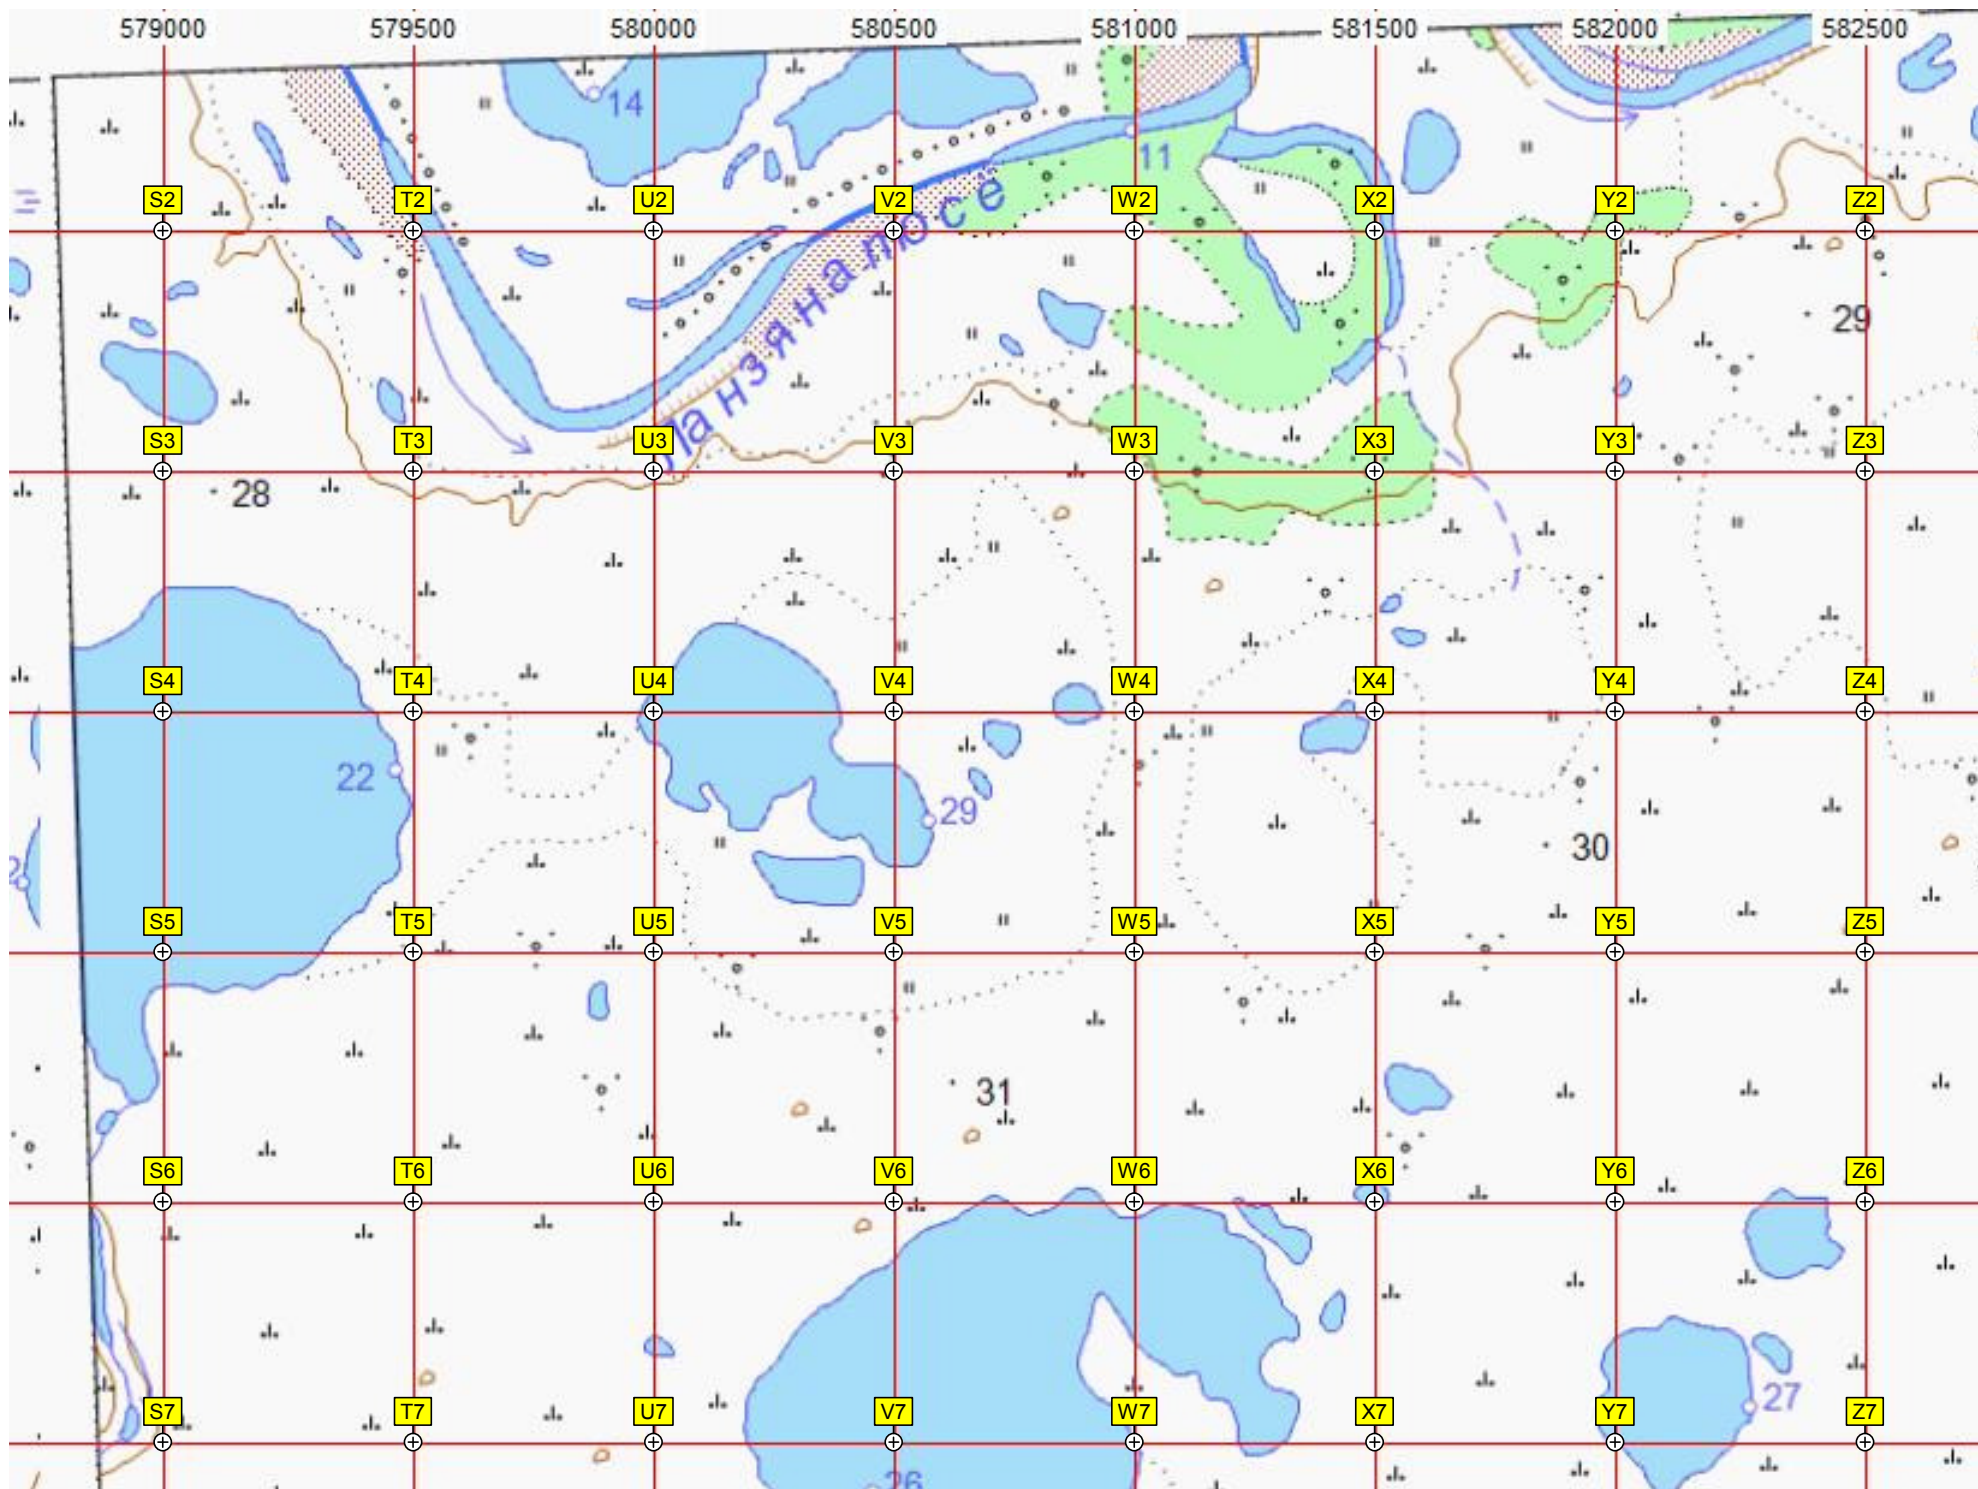 579000 579500 580000 580500 581000 581500 582000 582500
14
11
S2 T2 U2 V2 W2 X2 Y2 Z2
Ланзянатосе
29
S3 T3 U3 V3 W3 X3 Y3 Z3
28
S4 T4 U4 V4 W4 X4 Y4 Z4
22
29
30
S5 T5 U5 V5 W5 X5 Y5 Z5
31
S6 T6 U6 V6 W6 X6 Y6 Z6
27
S7 T7 U7 V7 W7 X7 Y7 Z7
26